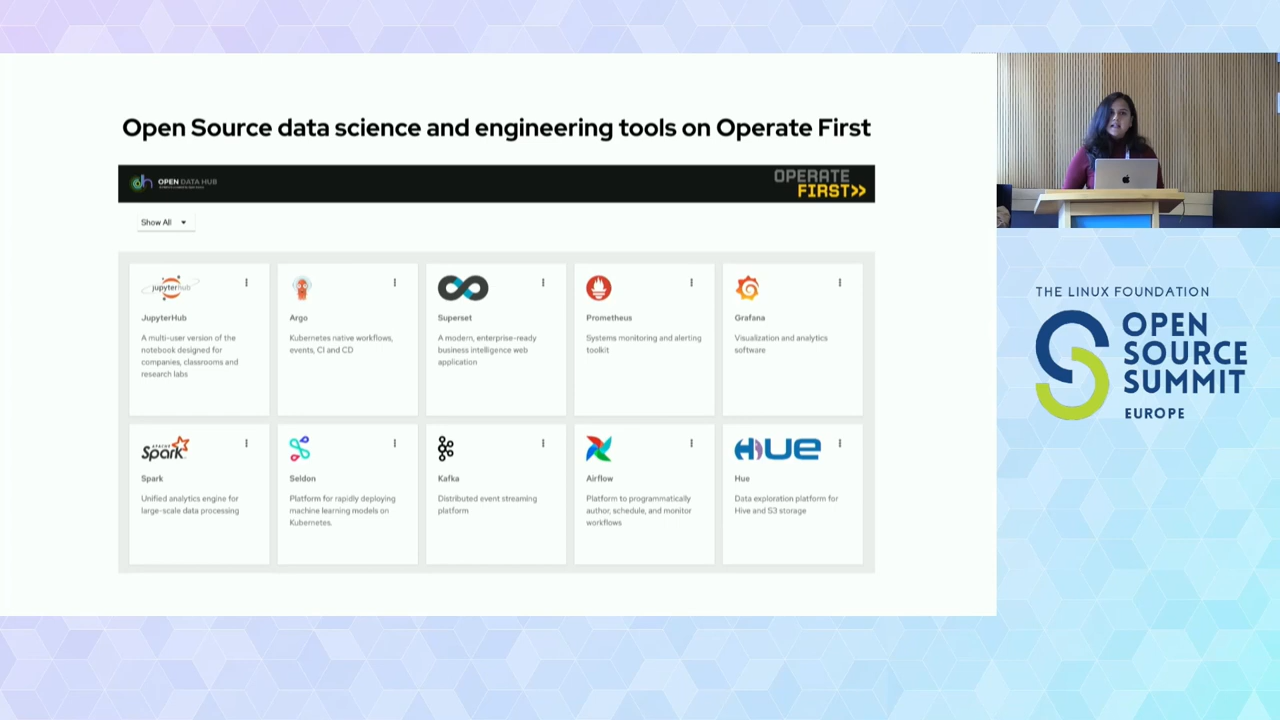 Open Source data science and engineering tools on Operate First
OPEN DATA HUB
OPERATE
FIRST>>
Show All
jupyterhub
JupyterHub
A multi-user version of the
notebook designed for
companies, classrooms and
research labs
Argo
Kubernetes native workflows,
events, CI and CD
Superset
A modern, enterprise-ready
business intelligence web
application
Prometheus
Systems monitoring and alerting
toolkit
Grafana
Visualization and analytics
software
APACHE
Spark
Spark
Unified analytics engine for
large-scale data processing
Seldon
Platform for rapidly deploying
machine learning models on
Kubernetes.
Kafka
Distributed event streaming
platform
Airflow
Platform to programmatically
author, schedule, and monitor
workflows
HUE
Hue
Data exploration platform for
Hive and S3 storage
THE LINUX FOUNDATION
OPEN
SOURCE
SUMMIT
EUROPE